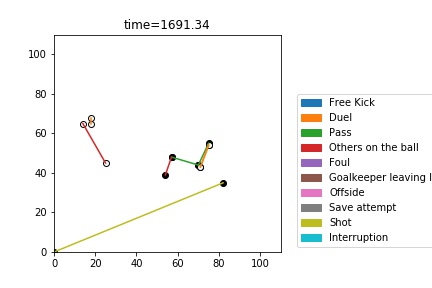 time=1691.34
100
80
60
40
20
0
0 20 40 60 80 100
Free Kick
Duel
Pass
Others on the ball
Foul
Goalkeeper leaving l
Offside
Save attempt
Shot
Interruption